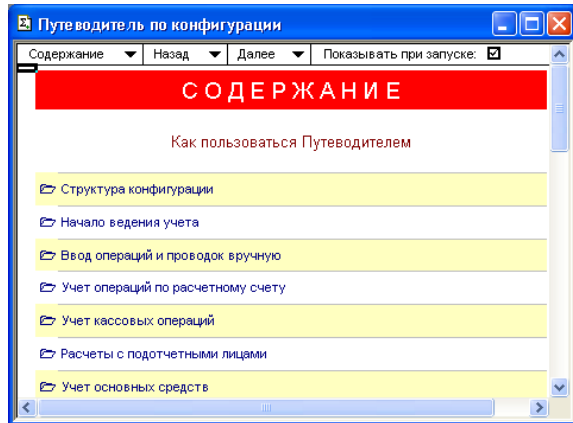 Путеводитель по конфигурации
Содержание Назад Далее Показывать при запуске:
СОДЕРЖАНИЕ
Как пользоваться Путеводителем
Структура конфигурации
Начало ведения учета
Ввод операций и проводок вручную
Учет операций по расчетному счету
Учет кассовых операций
Расчеты с подотчетными лицами
Учет основных средств